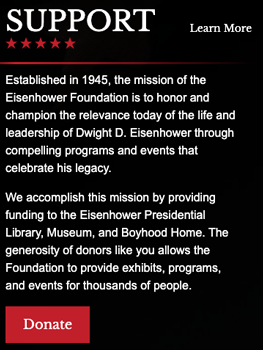 SUPPORT
Learn More
Established in 1945, the mission of the
Eisenhower Foundation is to honor and
champion the relevance today of the life and
leadership of Dwight D. Eisenhower through
compelling programs and events that
celebrate his legacy.
We accomplish this mission by providing
funding to the Eisenhower Presidential
Library, Museum, and Boyhood Home. The
generosity of donors like you allows the
Foundation to provide exhibits, programs,
and events for thousands of people.
Donate